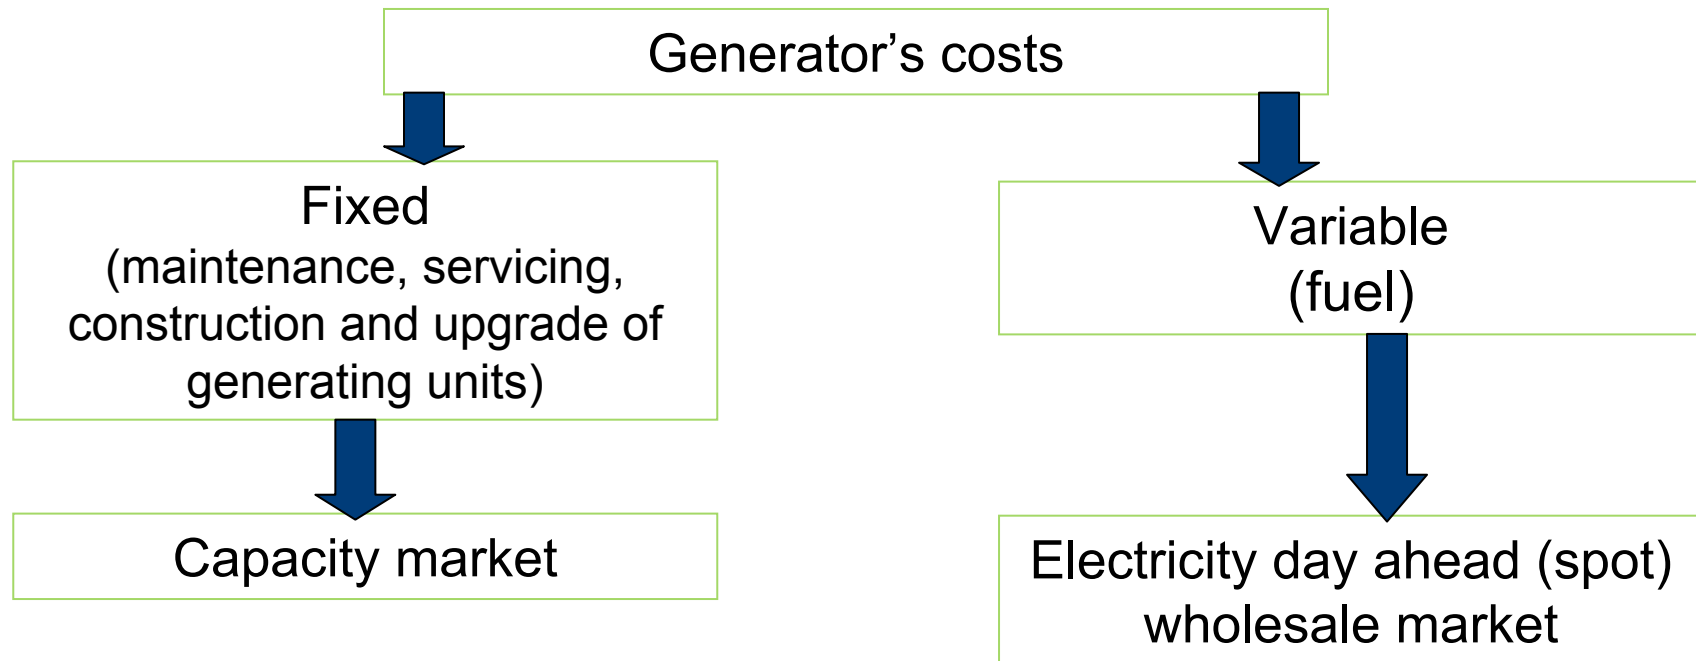 Generator’s costs
Fixed
(maintenance, servicing,
construction and upgrade of
generating units)
Variable
(fuel)
Capacity market
Electricity day ahead (spot)
wholesale market